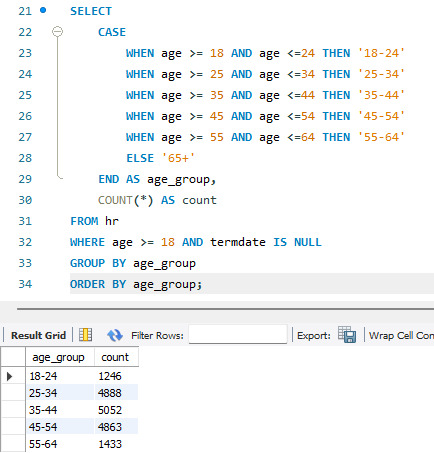 21 SELECT
22 CASE
23 WHEN age >= 18 AND age <=24 THEN '18-24'
24 WHEN age >= 25 AND age <=34 THEN '25-34'
25 WHEN age >= 35 AND age <=44 THEN '35-44'
26 WHEN age >= 45 AND age <=54 THEN '45-54'
27 WHEN age >= 55 AND age <=64 THEN '55-64'
28 ELSE '65+'
29 END AS age_group,
30 COUNT(*) AS count
31 FROM hr
32 WHERE age >= 18 AND termdate IS NULL
33 GROUP BY age_group
34 ORDER BY age_group;
Result Grid Filter Rows: Export: Wrap Cell Con
age_group count
18-24 1246
25-34 4888
35-44 5052
45-54 4863
55-64 1433